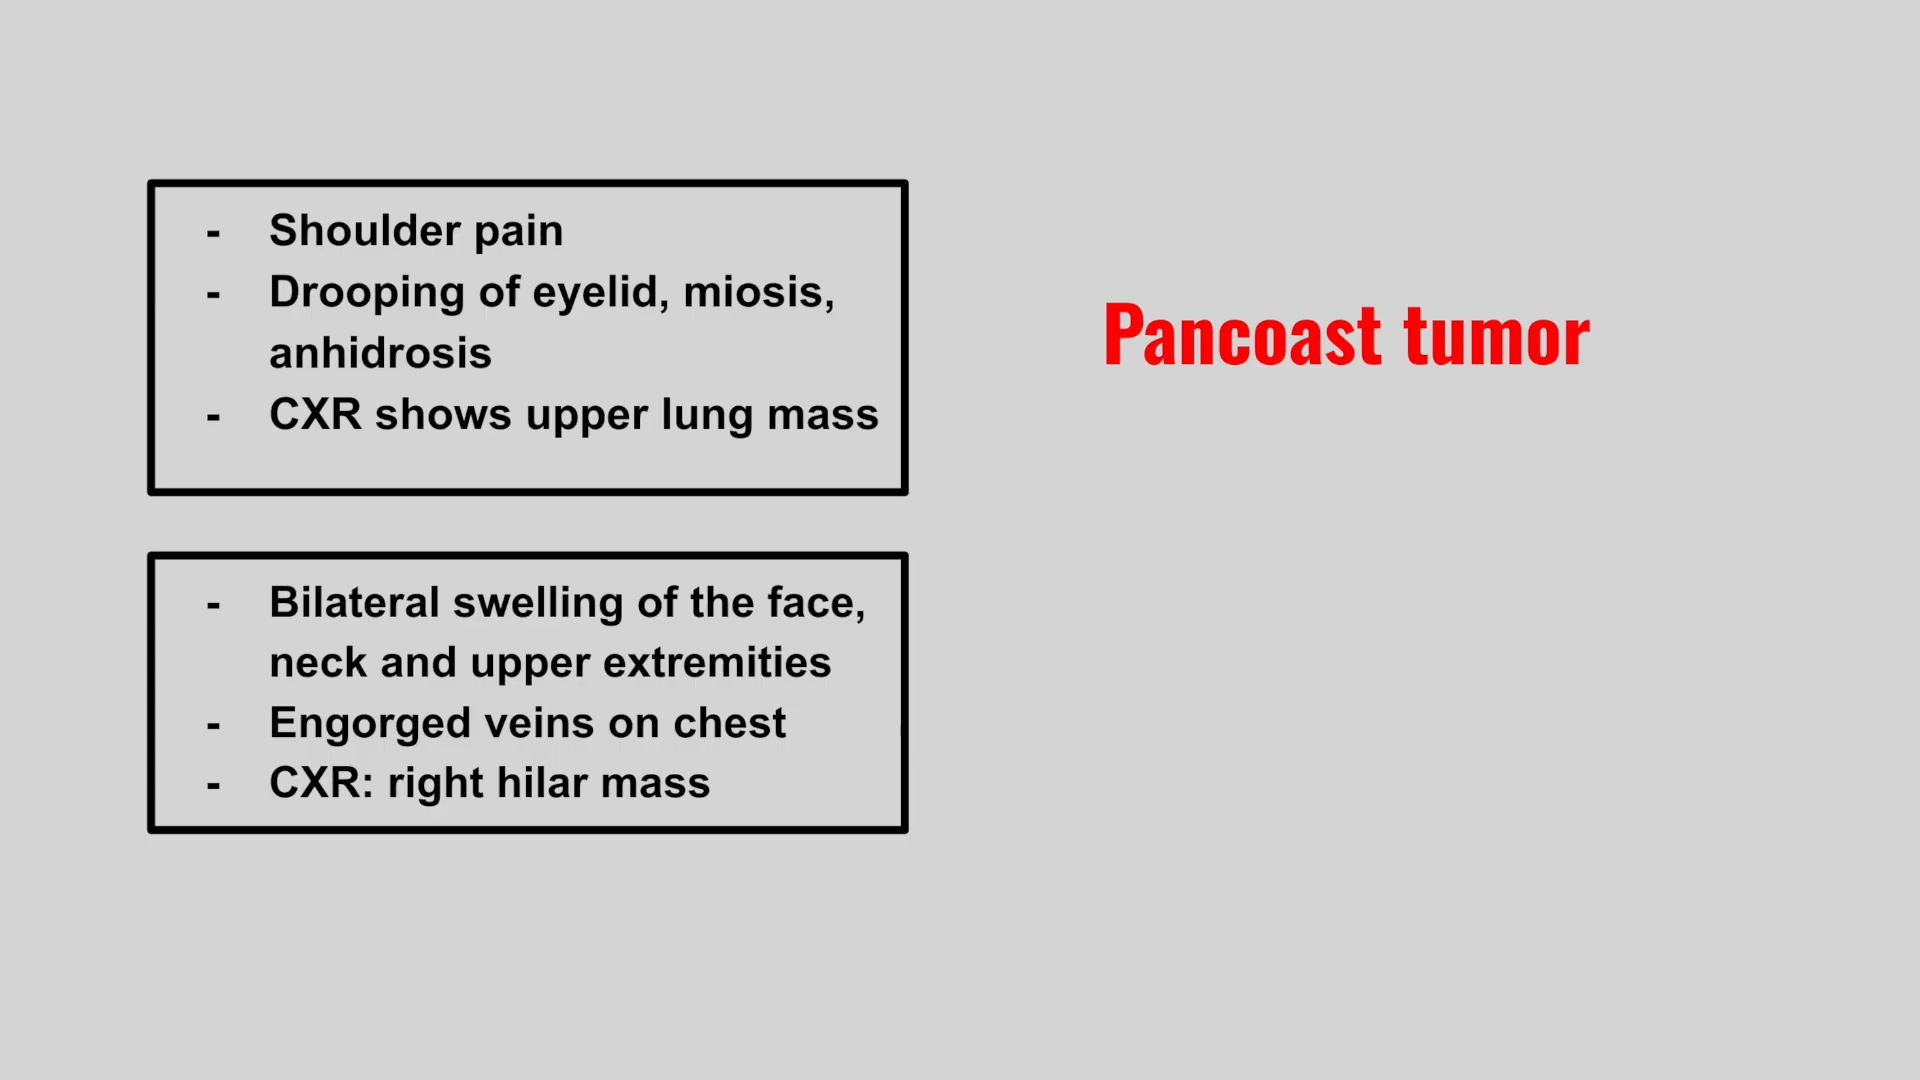 - Shoulder pain
- Drooping of eyelid, miosis,
anhidrosis
- CXR shows upper lung mass
Pancoast tumor
- Bilateral swelling of the face,
neck and upper extremities
- Engorged veins on chest
- CXR: right hilar mass